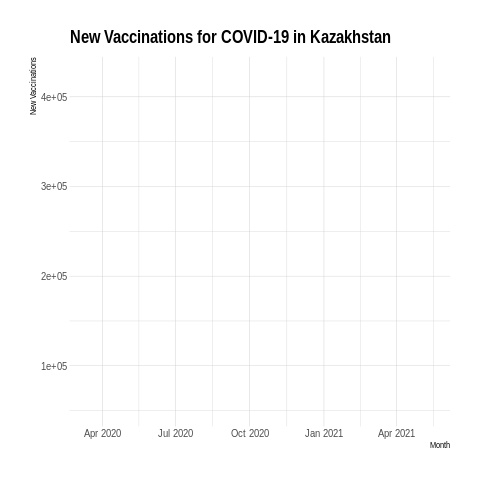 New Vaccinations for COVID-19 in Kazakhstan
New Vaccinations
4e+05
3e+05
2e+05
1e+05
Apr 2020 Jul 2020 Oct 2020 Jan 2021 Apr 2021
Month